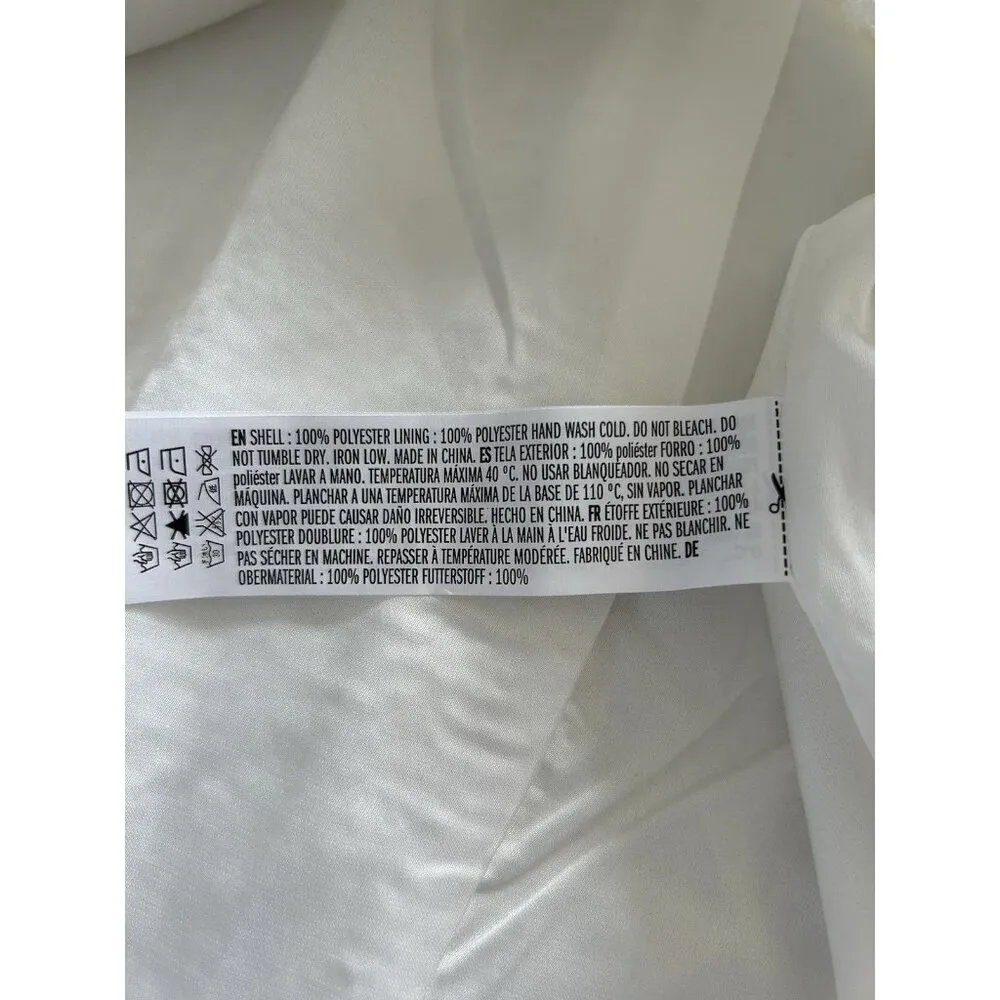 EN SHELL : 100% POLYESTER LINING : 100% POLYESTER HAND WASH COLD. DO NOT BLEACH. DO
NOT TUMBLE DRY. IRON LOW. MADE IN CHINA. ES TELA EXTERIOR : 100% poliéster FORRO : 100%
poliéster LAVAR A MANO. TEMPERATURA MÁXIMA 40 °C. NO USAR BLANQUEADOR. NO SECAR EN
MÁQUINA. PLANCHAR A UNA TEMPERATURA MÁXIMA DE LA BASE DE 110 °C, SIN VAPOR. PLANCHAR
CON VAPOR PUEDE CAUSAR DAÑO IRREVERSIBLE. HECHO EN CHINA. FR ÉTOFFE EXTÉRIEURE : 100%
POLYESTER DOUBLURE : 100% POLYESTER LAVER À LA MAIN À L'EAU FROIDE. NE PAS BLANCHIR. NE
PAS SÉCHER EN MACHINE. REPASSER À TEMPÉRATURE MODÉRÉE. FABRIQUÉ EN CHINE. DE
OBERMATERIAL : 100% POLYESTER FUTTERSTOFF : 100%